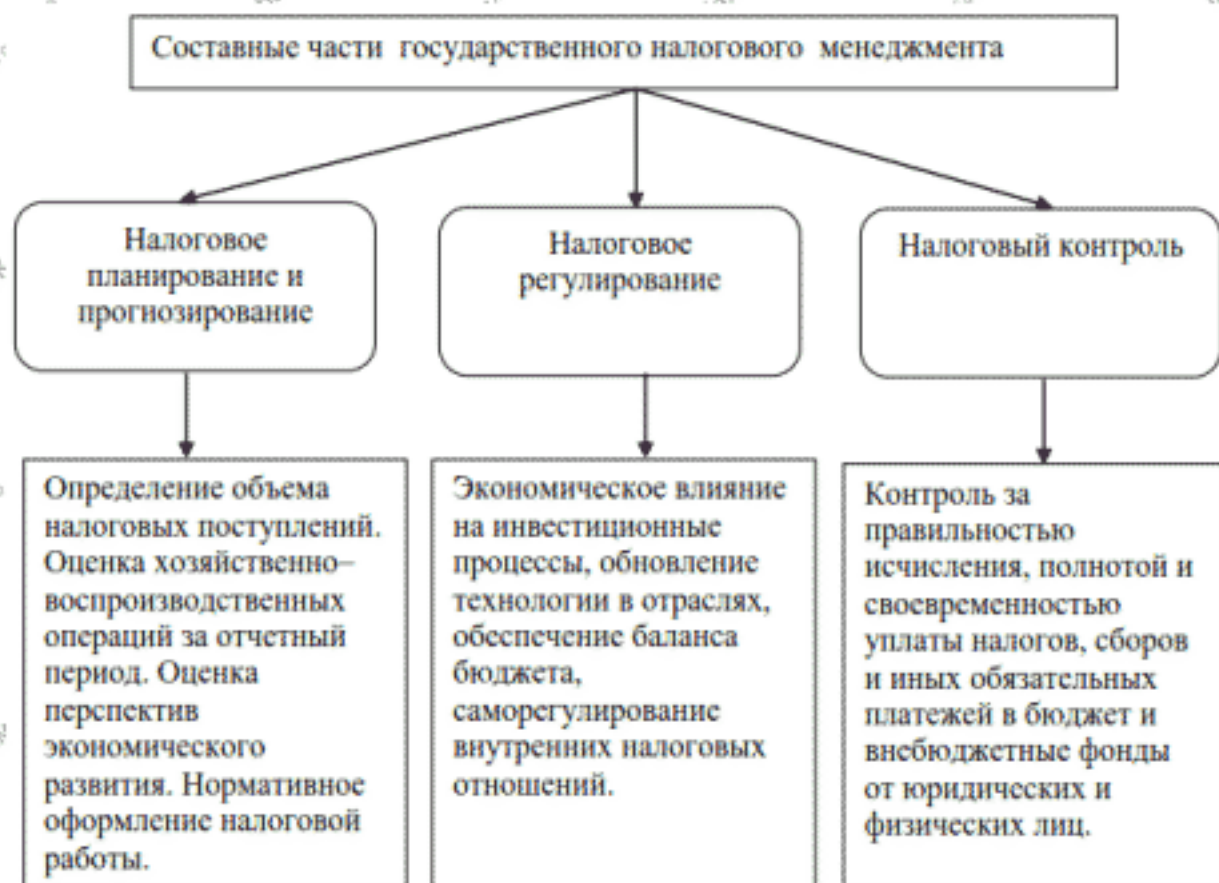 Составные части государственного налогового менеджмента
Налоговое
планирование и
прогнозирование
Налоговое
регулирование
Налоговый контроль
Определение объема
налоговых поступлений.
Оценка хозяйственно–
воспроизводственных
операций за отчетный
период. Оценка
перспектив
экономического
развития. Нормативное
оформление налоговой
работы.
Экономическое влияние
на инвестиционные
процессы, обновление
технологии в отраслях,
обеспечение баланса
бюджета,
саморегулирование
внутренних налоговых
отношений.
Контроль за
правильностью
исчисления, полнотой и
своевременностью
уплаты налогов, сборов
и иных обязательных
платежей в бюджет и
внебюджетные фонды
от юридических и
физических лиц.